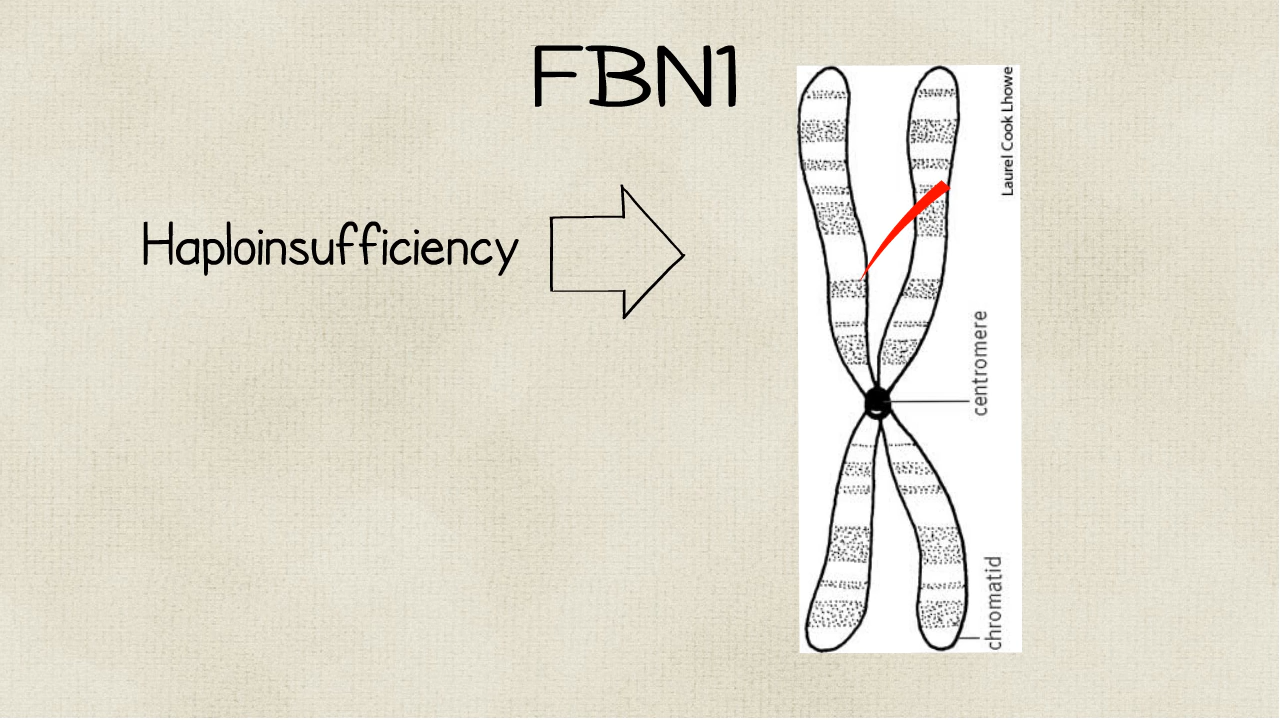 FBN1
Haploinsufficiency
Laurel Cook Lhowe
centromere
chromatid